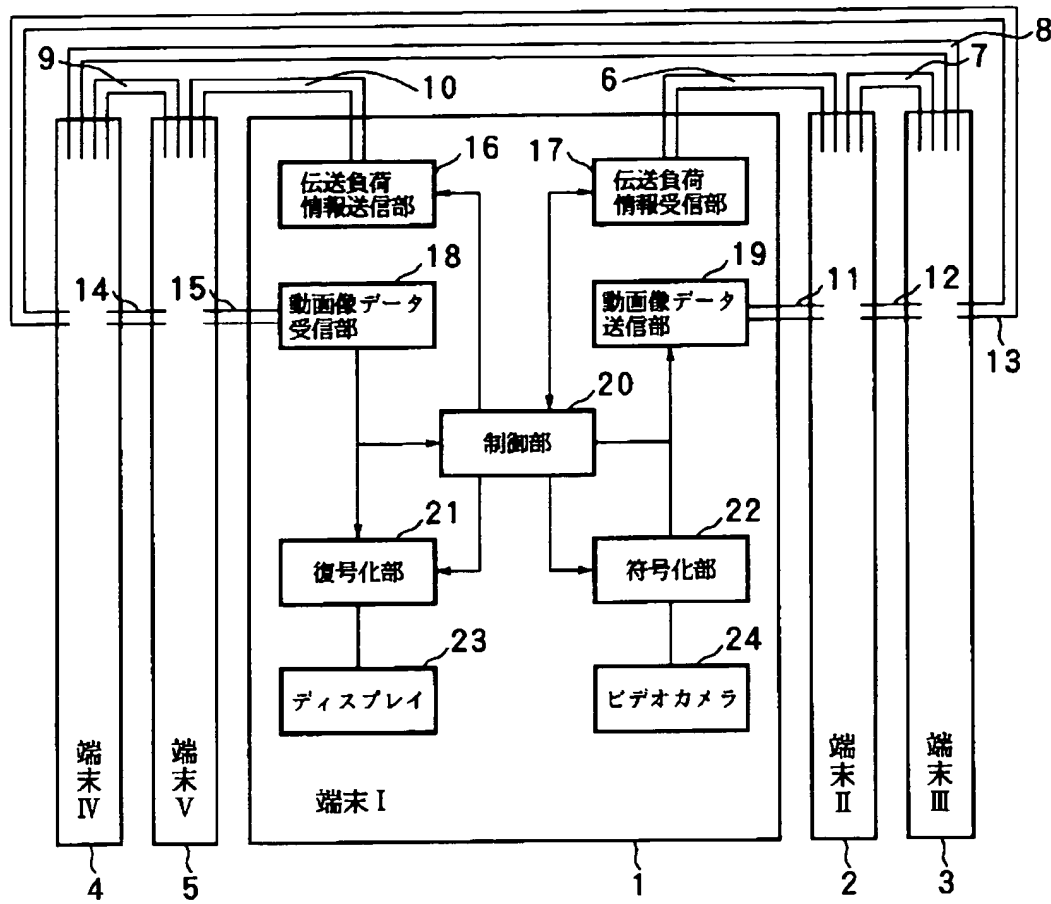 8
9
10
6
7
16
17
伝送負荷
情報送信部
伝送負荷
情報受信部
18
19
14
15
動画像データ
受信部
動画像データ
送信部
11
12
13
20
制御部
21
22
復号化部
符号化部
23
24
ディスプレイ
ビデオカメラ
端末Ⅳ
端末Ⅴ
端末Ⅰ
端末Ⅱ
端末Ⅲ
4
5
1
2
3